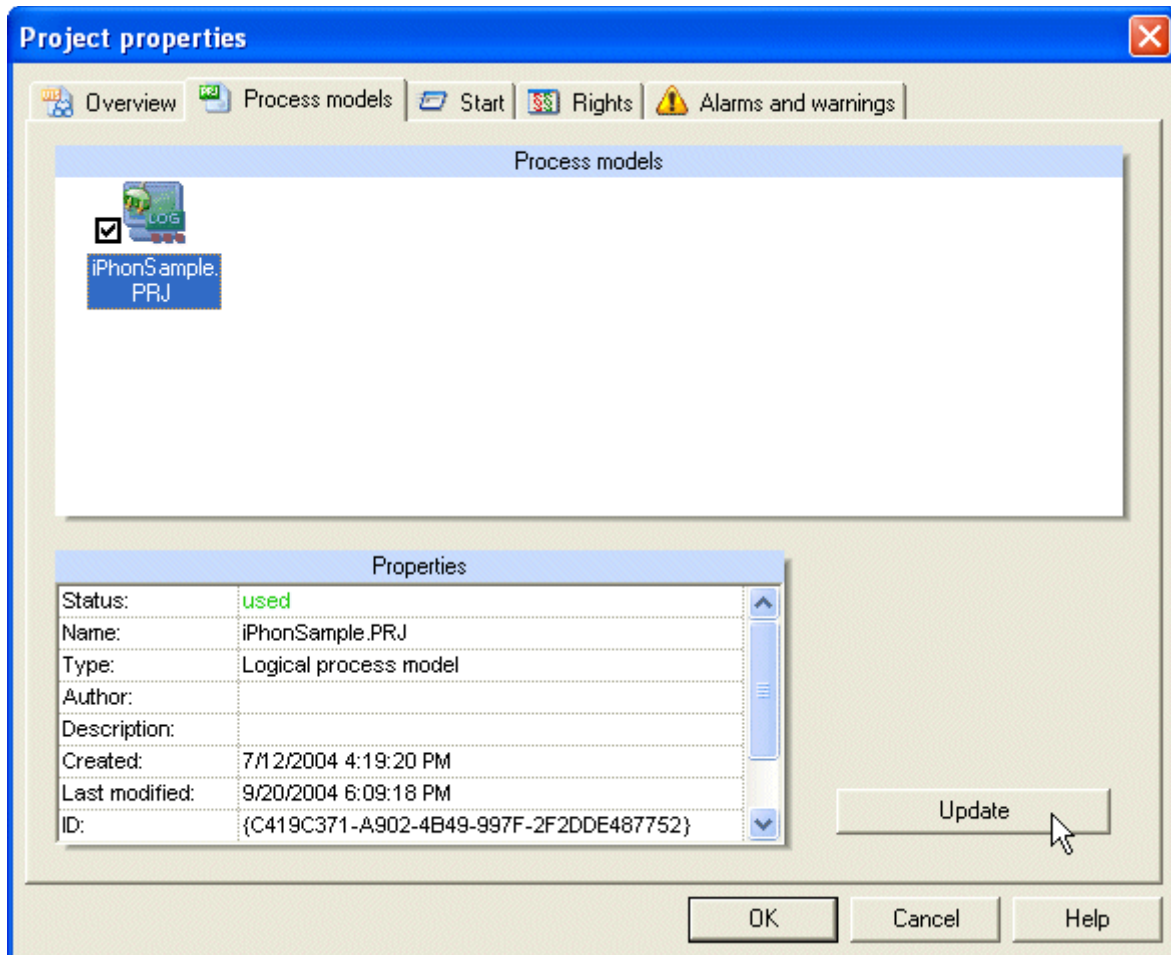 Project properties
Overview Process models Start Rights Alarms and warnings
Process models
LOG
iPhonSample.
PRJ
Properties
Status: used
Name: iPhonSample.PRJ
Type: Logical process model
Author:
Description:
Created: 7/12/2004 4:19:20 PM
Last modified: 9/20/2004 6:09:18 PM
ID: {C419C371-A902-4B49-997F-2F2DDE487752}
Update
OK Cancel Help